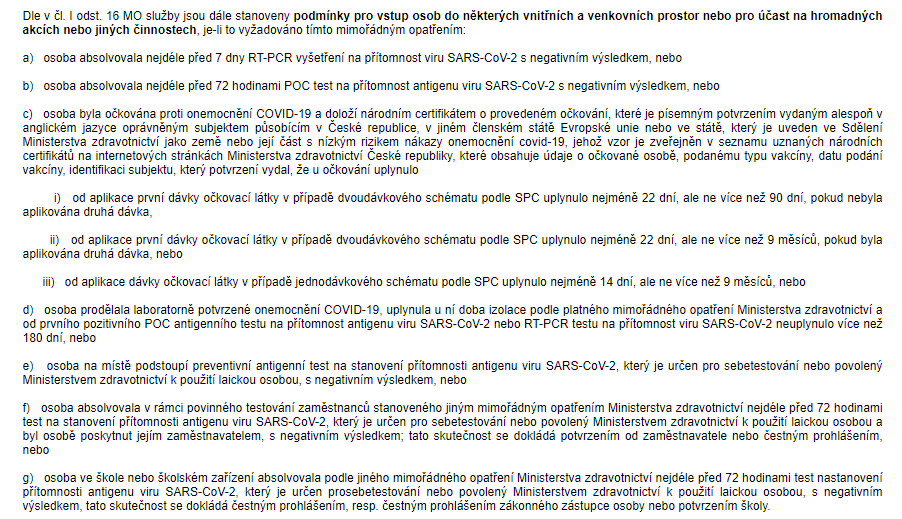 Dle v čl. I odst. 16 MO služby jsou dále stanoveny podmínky pro vstup osob do některých vnitřních a venkovních prostor nebo pro účast na hromadných
akcích nebo jiných činnostech, je-li to vyžadováno tímto mimořádným opatřením:
a) osoba absolvovala nejdéle před 7 dny RT-PCR vyšetření na přítomnost viru SARS-CoV-2 s negativním výsledkem, nebo
b) osoba absolvovala nejdéle před 72 hodinami POC test na přítomnost antigenu viru SARS-CoV-2 s negativním výsledkem, nebo
c) osoba byla očkována proti onemocnění COVID-19 a doloží národním certifikátem o provedeném očkování, které je písemným potvrzením vydaným alespoň v
anglickém jazyce oprávněným subjektem působícím v České republice, v jiném členském státě Evropské unie nebo ve státě, který je uveden ve Sdělení
Ministerstva zdravotnictví jako země nebo její část s nízkým rizikem nákazy onemocnění covid-19, jehož vzor je zveřejněn v seznamu uznaných národních
certifikátů na internetových stránkách Ministerstva zdravotnictví České republiky, které obsahuje údaje o očkované osobě, podanému typu vakcíny, datu podání
vakcíny, identifikaci subjektu, který potvrzení vydal, že u očkování uplynulo
i) od aplikace první dávky očkovací látky v případě dvoudávkového schématu podle SPC uplynulo nejméně 22 dní, ale ne více než 90 dní, pokud nebyla
aplikována druhá dávka,
ii) od aplikace první dávky očkovací látky v případě dvoudávkového schématu podle SPC uplynulo nejméně 22 dní, ale ne více než 9 měsíců, pokud byla
aplikována druhá dávka, nebo
iii) od aplikace dávky očkovací látky v případě jednodávkového schématu podle SPC uplynulo nejméně 14 dní, ale ne více než 9 měsíců, nebo
d) osoba prodělala laboratorně potvrzené onemocnění COVID-19, uplynula u ní doba izolace podle platného mimořádného opatření Ministerstva zdravotnictví a
od prvního pozitivního POC antigenního testu na přítomnost antigenu viru SARS-CoV-2 nebo RT-PCR testu na přítomnost viru SARS-CoV-2 neuplynulo více než
180 dní, nebo
e) osoba na místě podstoupí preventivní antigenní test na stanovení přítomnosti antigenu viru SARS-CoV-2, který je určen pro sebetestování nebo povolený
Ministerstvem zdravotnictví k použití laickou osobou, s negativním výsledkem, nebo
f) osoba absolvovala v rámci povinného testování zaměstnanců stanoveného jiným mimořádným opatřením Ministerstva zdravotnictví nejdéle před 72 hodinami
test na stanovení přítomnosti antigenu viru SARS-CoV-2, který je určen pro sebetestování nebo povolený Ministvem zdravotnictví k použití laickou osobou a
byl osobě poskytnut jejím zaměstnavatelem, s negativním výsledkem; tato skutečnost se dokládá potvrzením od zaměstnavatele nebo čestným prohlášením,
nebo
g) osoba ve škole nebo školském zařízení absolvovala podle jiného mimořádného opatření Ministerstva zdravotnictví nejdéle před 72 hodinami test nastanovení
přítomnosti antigenu viru SARS-CoV-2, který je určen prosebetestování nebo povolený Ministerstvem zdravotnictví k použití laickou osobou, s negativním
výsledkem, tato skutečnost se dokládá čestným prohlášením, resp. čestným prohlášením zákonného zástupce osoby nebo potvrzením školy.